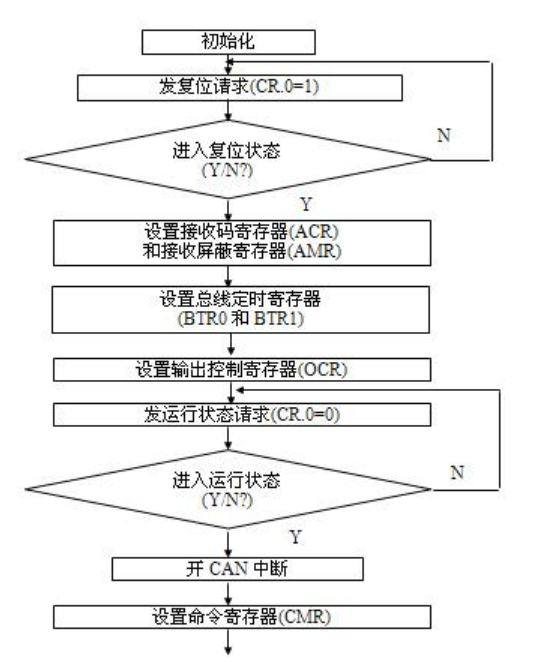 初始化
发复位请求(CR.0=1)
N
进入复位状态
(Y/N?)
Y
设置接收码寄存器(ACR)
和接收屏蔽寄存器(AMR)
设置总线定时寄存器
(BTR0 和 BTR1)
设置输出控制寄存器(OCR)
发运行状态请求(CR.0=0)
N
进入运行状态
(Y/N?)
Y
开 CAN 中断
设置命令寄存器(CMR)